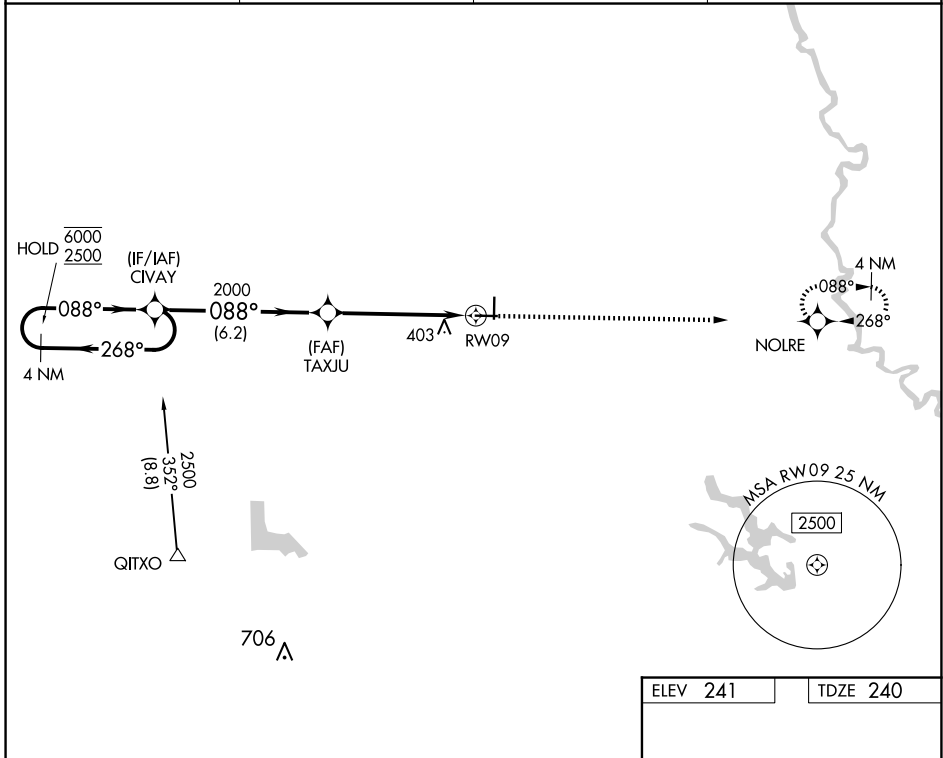 HOLD 6000
2500
(IF/IAF)
CIVAY
088°
268°
4 NM
2000
088°
(6.2)
(FAF)
TAXJU
403
RW09
4 NM
088°
268°
NOLRE
2500
352°
(8.8)
QITXO
706
MSA RW09 25 NM
2500
ELEV 241
TDZE 240